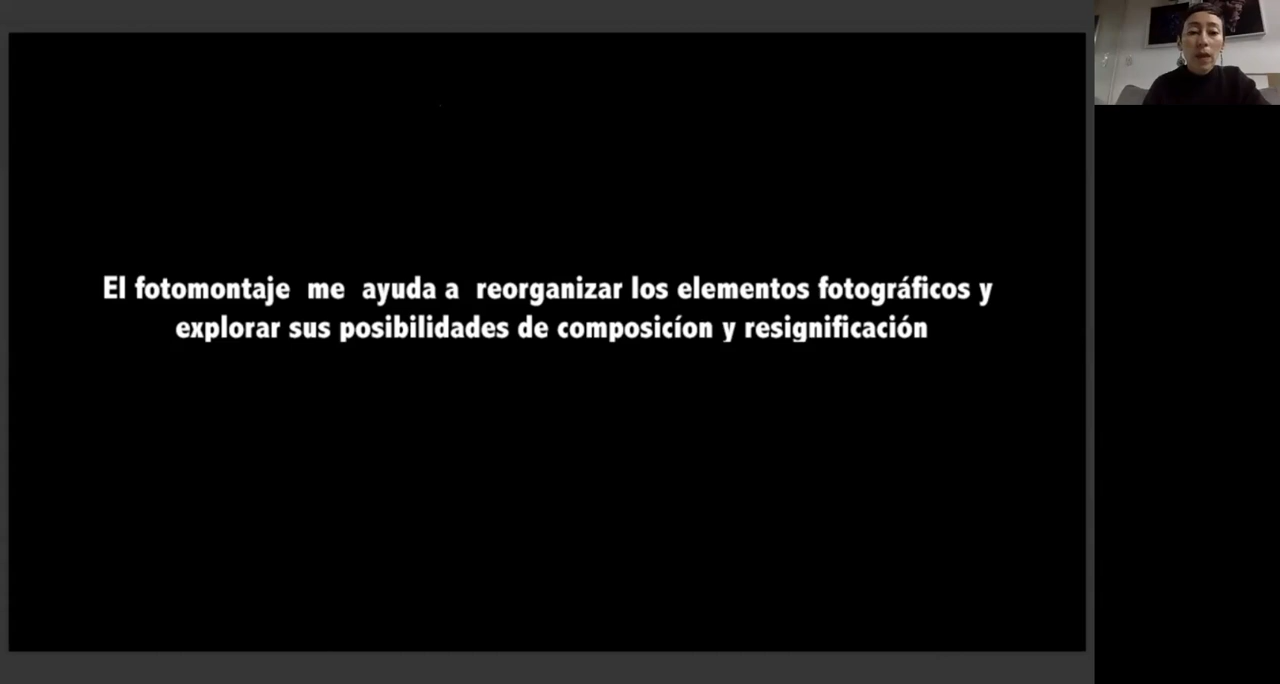 El fotomontaje me ayuda a reorganizar los elementos fotográficos y
explorar sus posibilidades de composicíon y resignificación